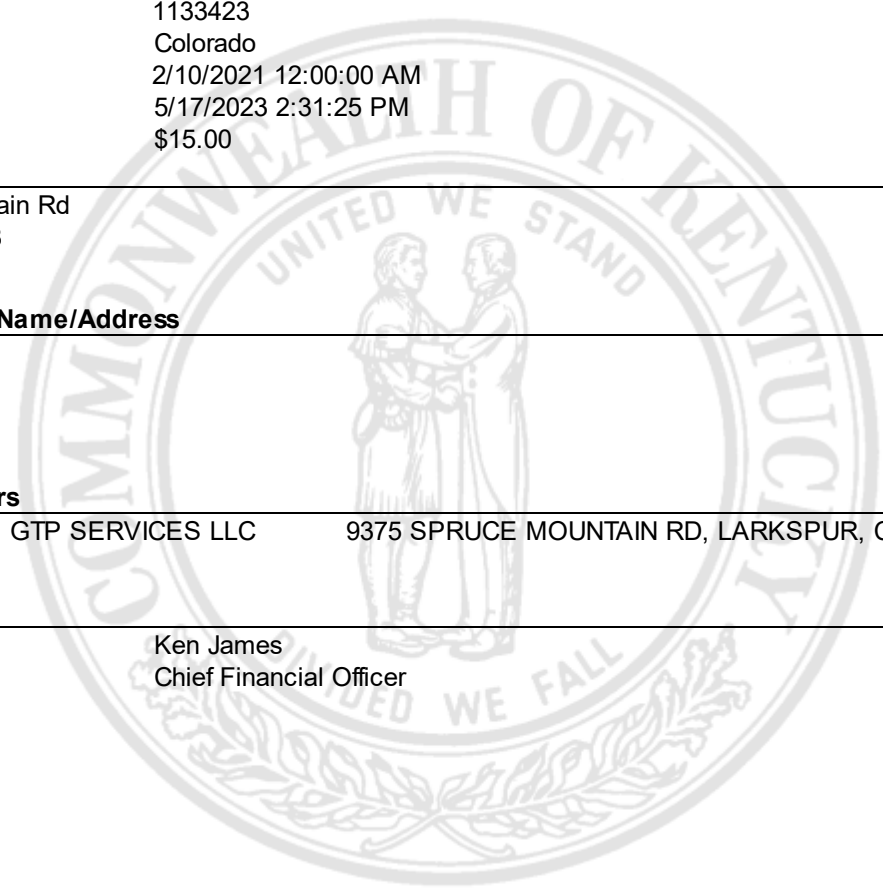 1133423
Colorado
2/10/2021 12:00:00 AM
5/17/2023 2:31:25 PM
$15.00
ain Rd
Name/Address
rs
GTP SERVICES LLC 9375 SPRUCE MOUNTAIN RD, LARKSPUR, C
Ken James
Chief Financial Officer
COMMONWEALTH OF KENTUCKY
UNITED WE STAND
DIVIDED WE FALL